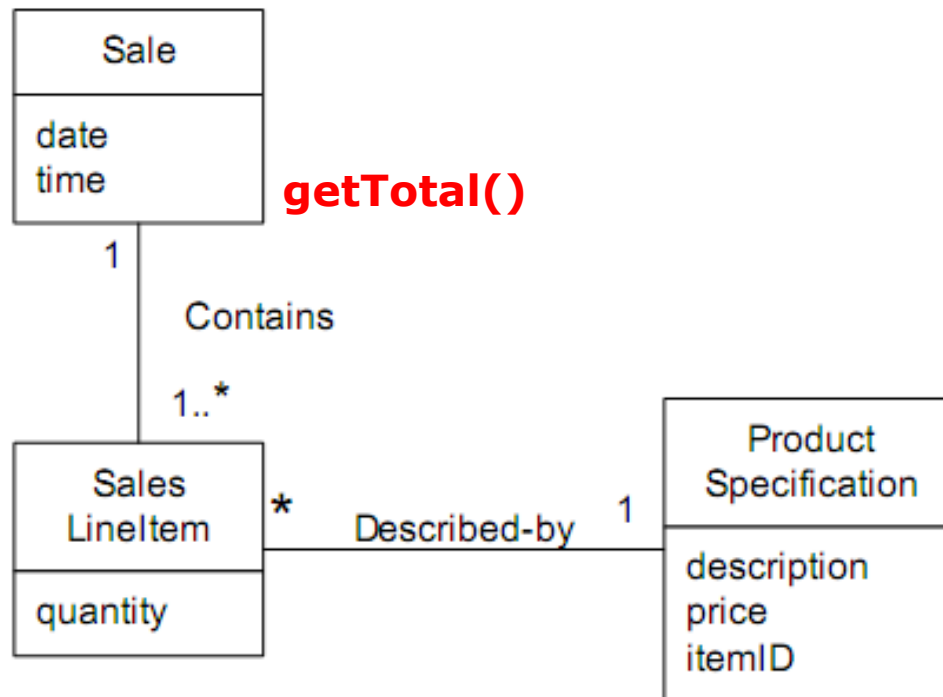 Sale
date
time
getTotal()
1
Contains
1..*
Sales
LineItem
quantity
*
Described-by
1
Product
Specification
description
price
itemID